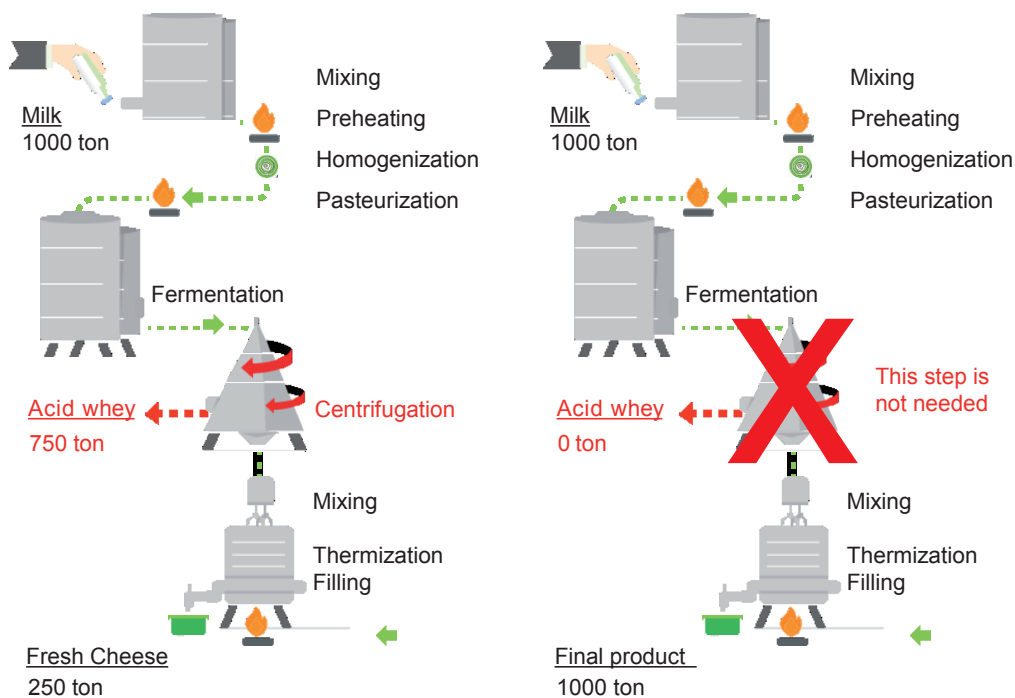 Milk
1000 ton
Mixing
Preheating
Homogenization
Pasteurization
Fermentation
Centrifugation
Acid whey
750 ton
Mixing
Thermization
Filling
Fresh Cheese
250 ton
Milk
1000 ton
Mixing
Preheating
Homogenization
Pasteurization
Fermentation
This step is
not needed
Acid whey
0 ton
Mixing
Thermization
Filling
Final product
1000 ton